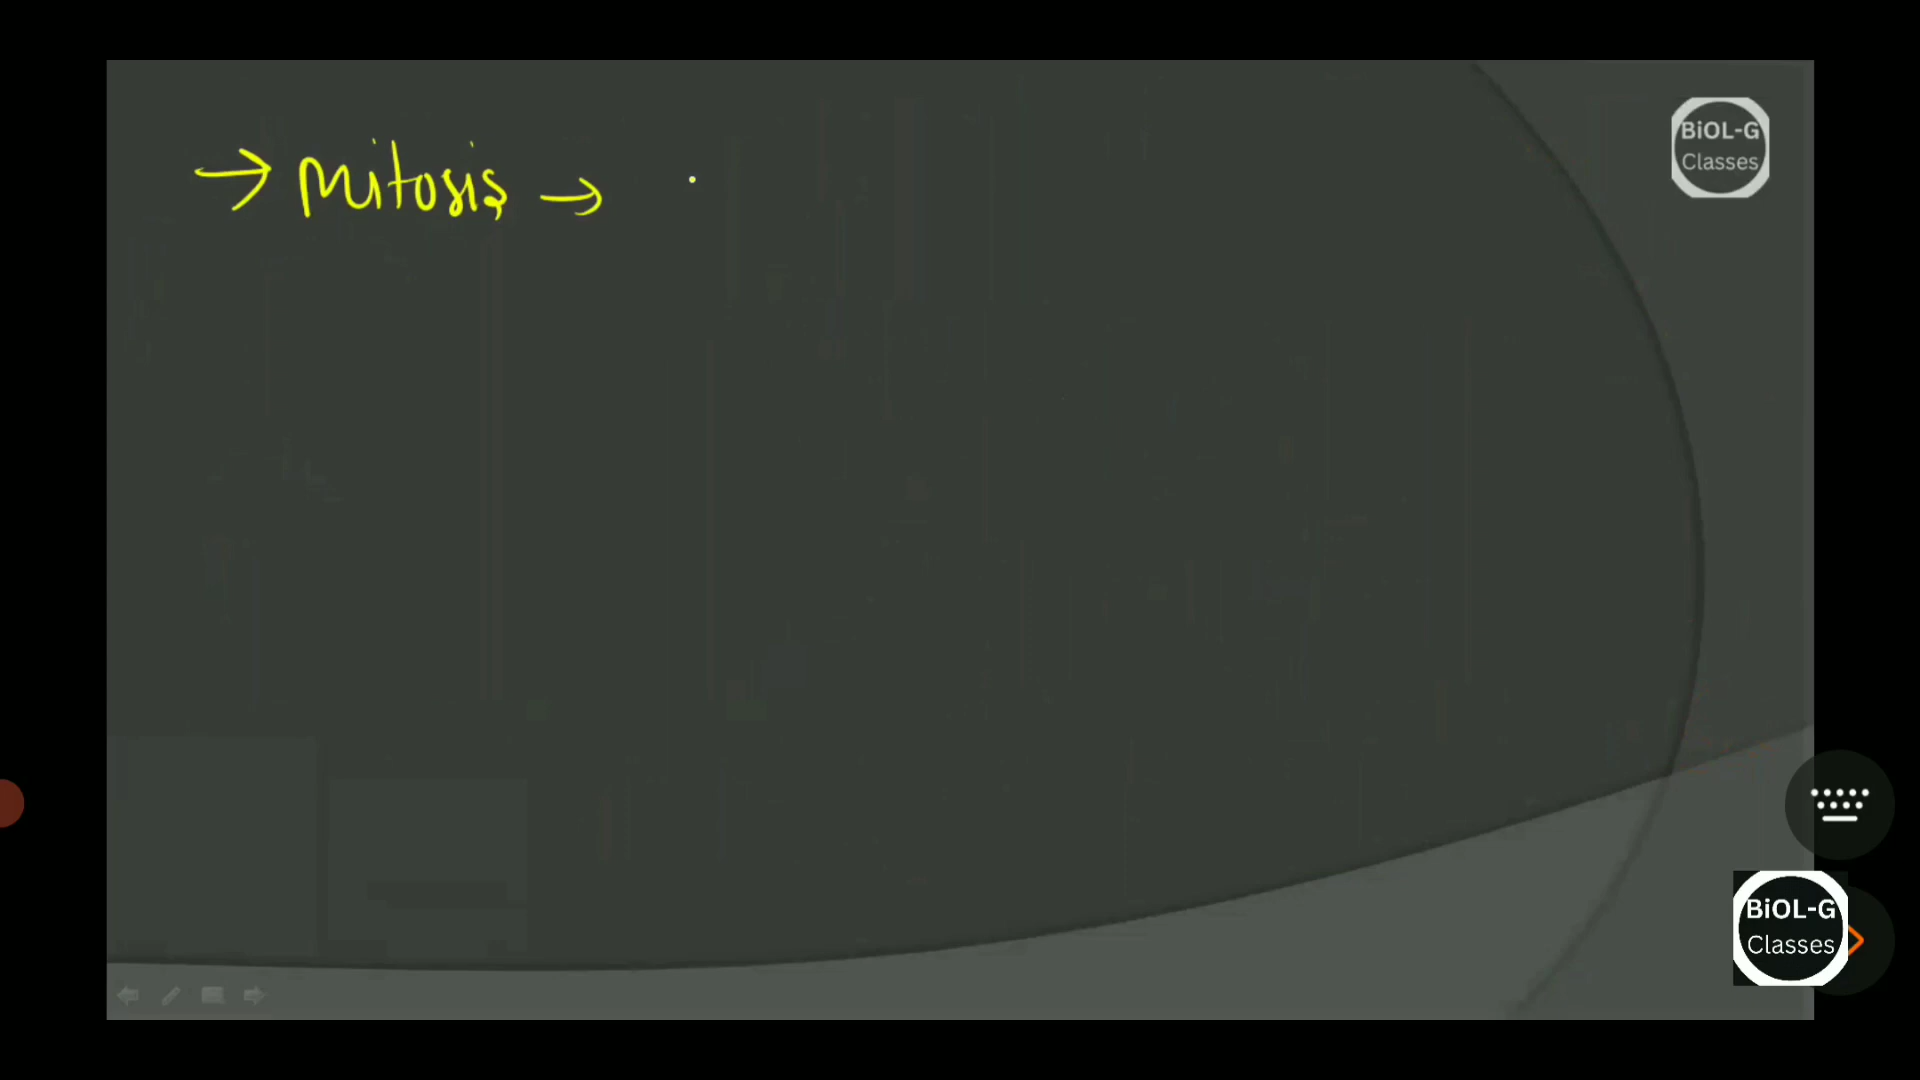 → Mitosis →
BiOL-G
Classes
BiOL-G
Classes